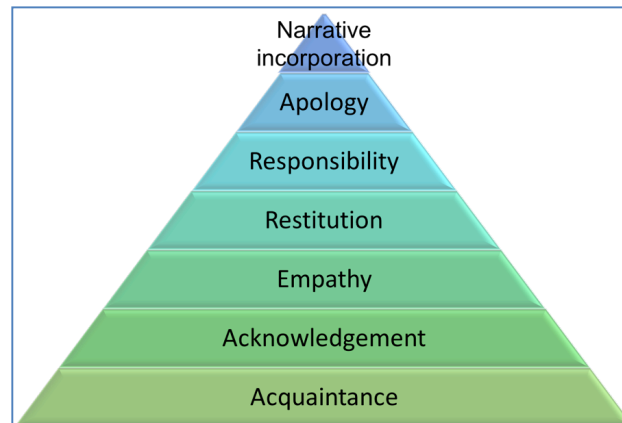 Narrative
incorporation
Apology
Responsibility
Restitution
Empathy
Acknowledgement
Acquaintance